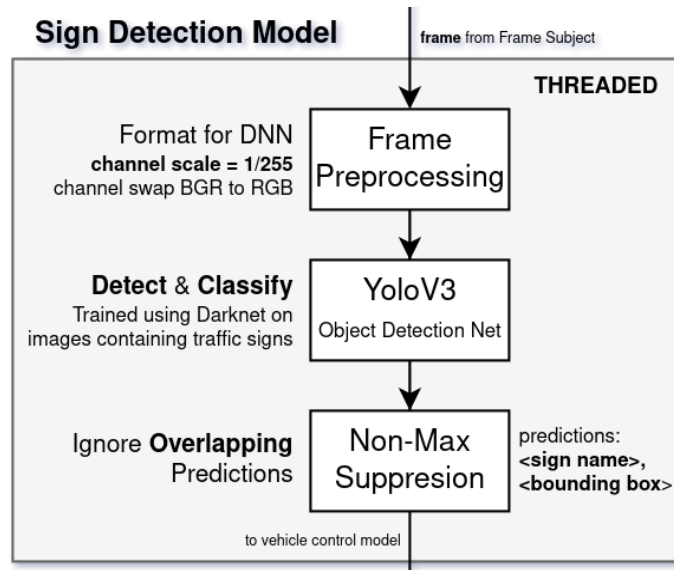 Sign Detection Model
frame from Frame Subject
THREADED
Format for DNN
channel scale = 1/255
channel swap BGR to RGB
Frame
Preprocessing
Detect & Classify
Trained using Darknet on
images containing traffic signs
YoloV3
Object Detection Net
Ignore Overlapping
Predictions
Non-Max
Suppresion
predictions:
<sign name>,
<bounding box>
to vehicle control model